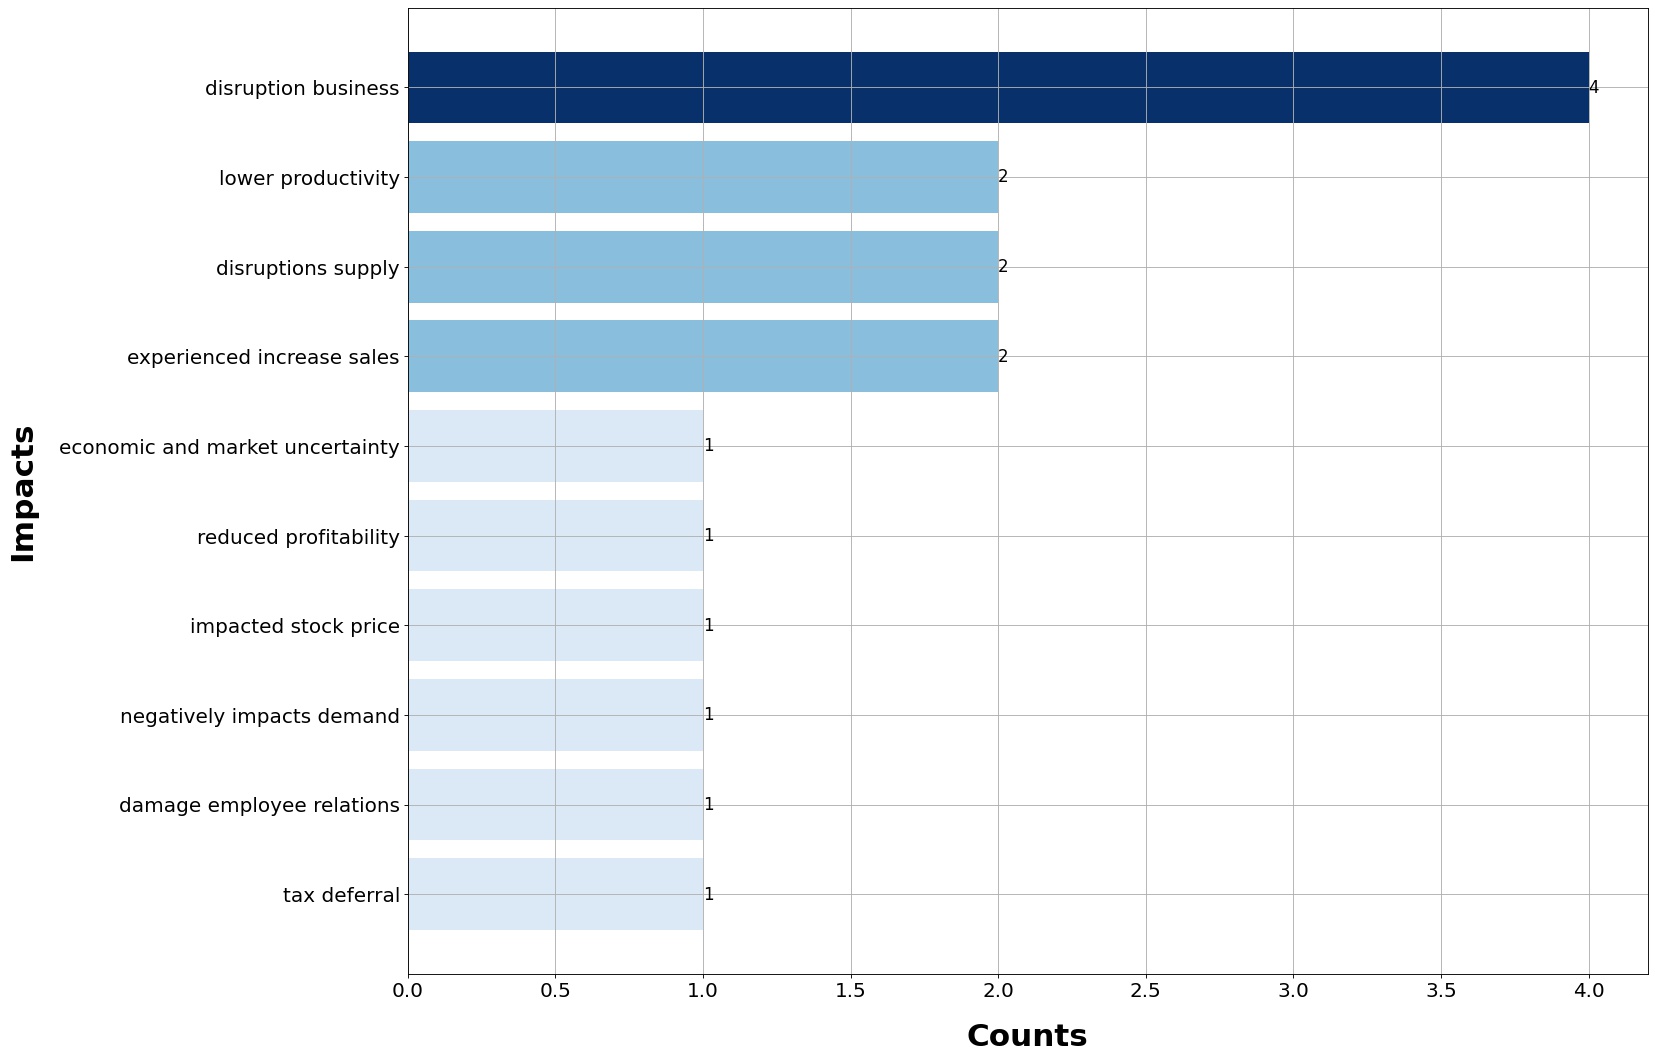 disruption business
4
lower productivity
2
disruptions supply
2
experienced increase sales
2
economic and market uncertainty
1
reduced profitability
1
impacted stock price
1
negatively impacts demand
1
damage employee relations
1
tax deferral
1
Impacts
0.0 0.5 1.0 1.5 2.0 2.5 3.0 3.5 4.0
Counts